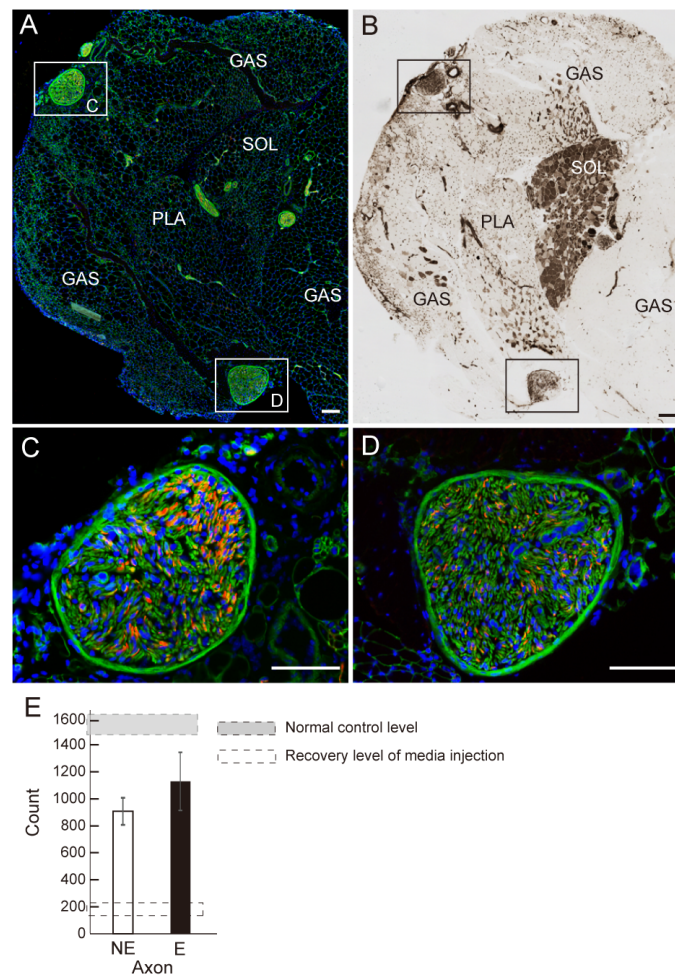 A
GAS
C
SOL
PLA
GAS
GAS
D
B
GAS
SOL
PLA
GAS
GAS
C
D
E
1600
1400
1200
1000
800
600
400
200
0
Count
NE
E
Axon
Normal control level
Recovery level of media injection